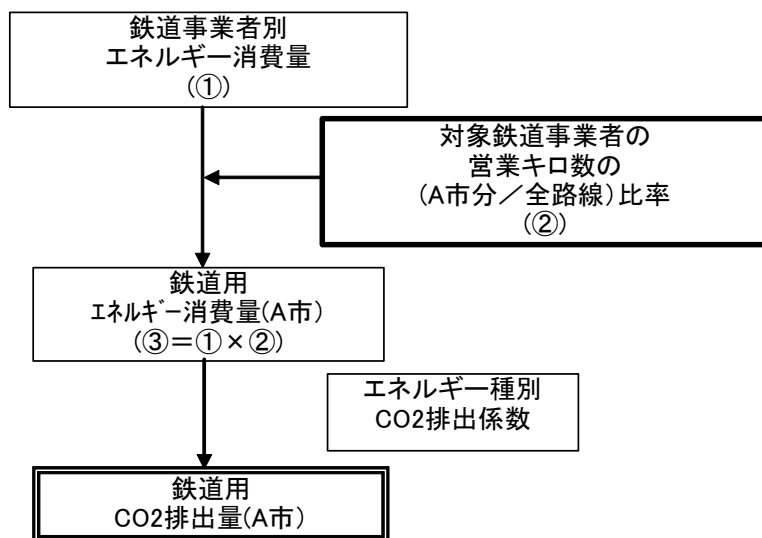 鉄道事業者別
エネルギー消費量
(①)
対象鉄道事業者の
営業キロ数の
(A市分／全路線)比率
(②)
鉄道用
ｴﾈﾙｷﾞｰ消費量(A市)
(③＝①×②)
エネルギー種別
CO2排出係数
鉄道用
CO2排出量(A市)